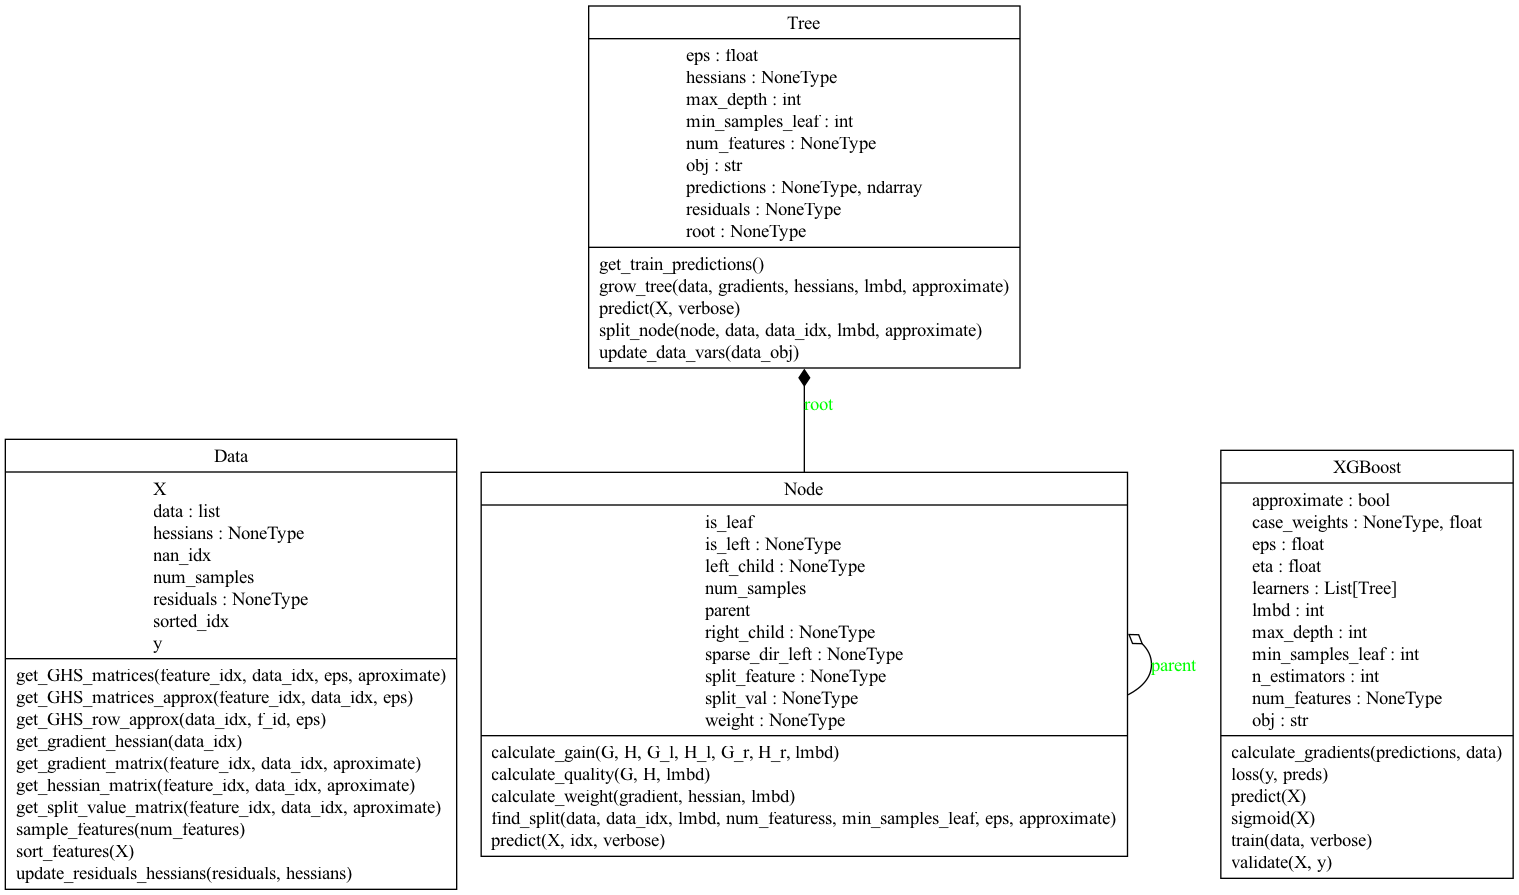 Tree
eps : float
hessians : NoneType
max_depth : int
min_samples_leaf : int
num_features : NoneType
obj : str
predictions : NoneType, ndarray
residuals : NoneType
root : NoneType
get_train_predictions()
grow_tree(data, gradients, hessians, lmbd, approximate)
predict(X, verbose)
split_node(node, data, data_idx, lmbd, approximate)
update_data_vars(data_obj)
root
Data
X
data : list
hessians : NoneType
nan_idx
num_samples
residuals : NoneType
sorted_idx
y
get_GHS_matrices(feature_idx, data_idx, eps, aproximate)
get_GHS_matrices_approx(feature_idx, data_idx, eps)
get_GHS_row_approx(data_idx, f_id, eps)
get_gradient_hessian(data_idx)
get_gradient_matrix(feature_idx, data_idx, aproximate)
get_hessian_matrix(feature_idx, data_idx, aproximate)
get_split_value_matrix(feature_idx, data_idx, aproximate)
sample_features(num_features)
sort_features(X)
update_residuals_hessians(residuals, hessians)
Node
is_leaf
is_left : NoneType
left_child : NoneType
num_samples
parent
right_child : NoneType
sparse_dir_left : NoneType
split_feature : NoneType
split_val : NoneType
weight : NoneType
calculate_gain(G, H, G_l, H_l, G_r, H_r, lmbd)
calculate_quality(G, H, lmbd)
calculate_weight(gradient, hessian, lmbd)
find_split(data, data_idx, lmbd, num_featuress, min_samples_leaf, eps, approximate)
predict(X, idx, verbose)
parent
XGBoost
approximate : bool
case_weights : NoneType, float
eps : float
eta : float
learners : List[Tree]
lmbd : int
max_depth : int
min_samples_leaf : int
n_estimators : int
num_features : NoneType
obj : str
calculate_gradients(predictions, data)
loss(y, preds)
predict(X)
sigmoid(X)
train(data, verbose)
validate(X, y)